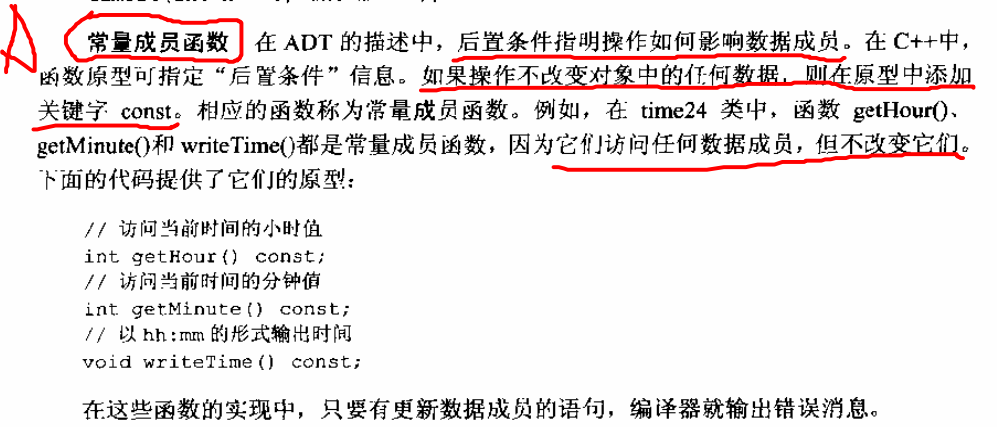 A
常量成员函数 在 ADT 的描述中，后置条件指明操作如何影响数据成员。在 C++中，
函数原型可指定“后置条件”信息。如果操作不改变对象中的任何数据，则在原型中添加
关键字 const。相应的函数称为常量成员函数。例如，在 time24 类中，函数 getHour()、
getMinute()和 writeTime()都是常量成员函数，因为它们访问任何数据成员，但不改变它们。
下面的代码提供了它们的原型：
// 访问当前时间的小时值
int getHour() const;
// 访问当前时间的分钟值
int getMinute() const;
// 以 hh:mm 的形式输出时间
void writeTime() const;
在这些函数的实现中，只要有更新数据成员的语句，编译器就输出错误消息。